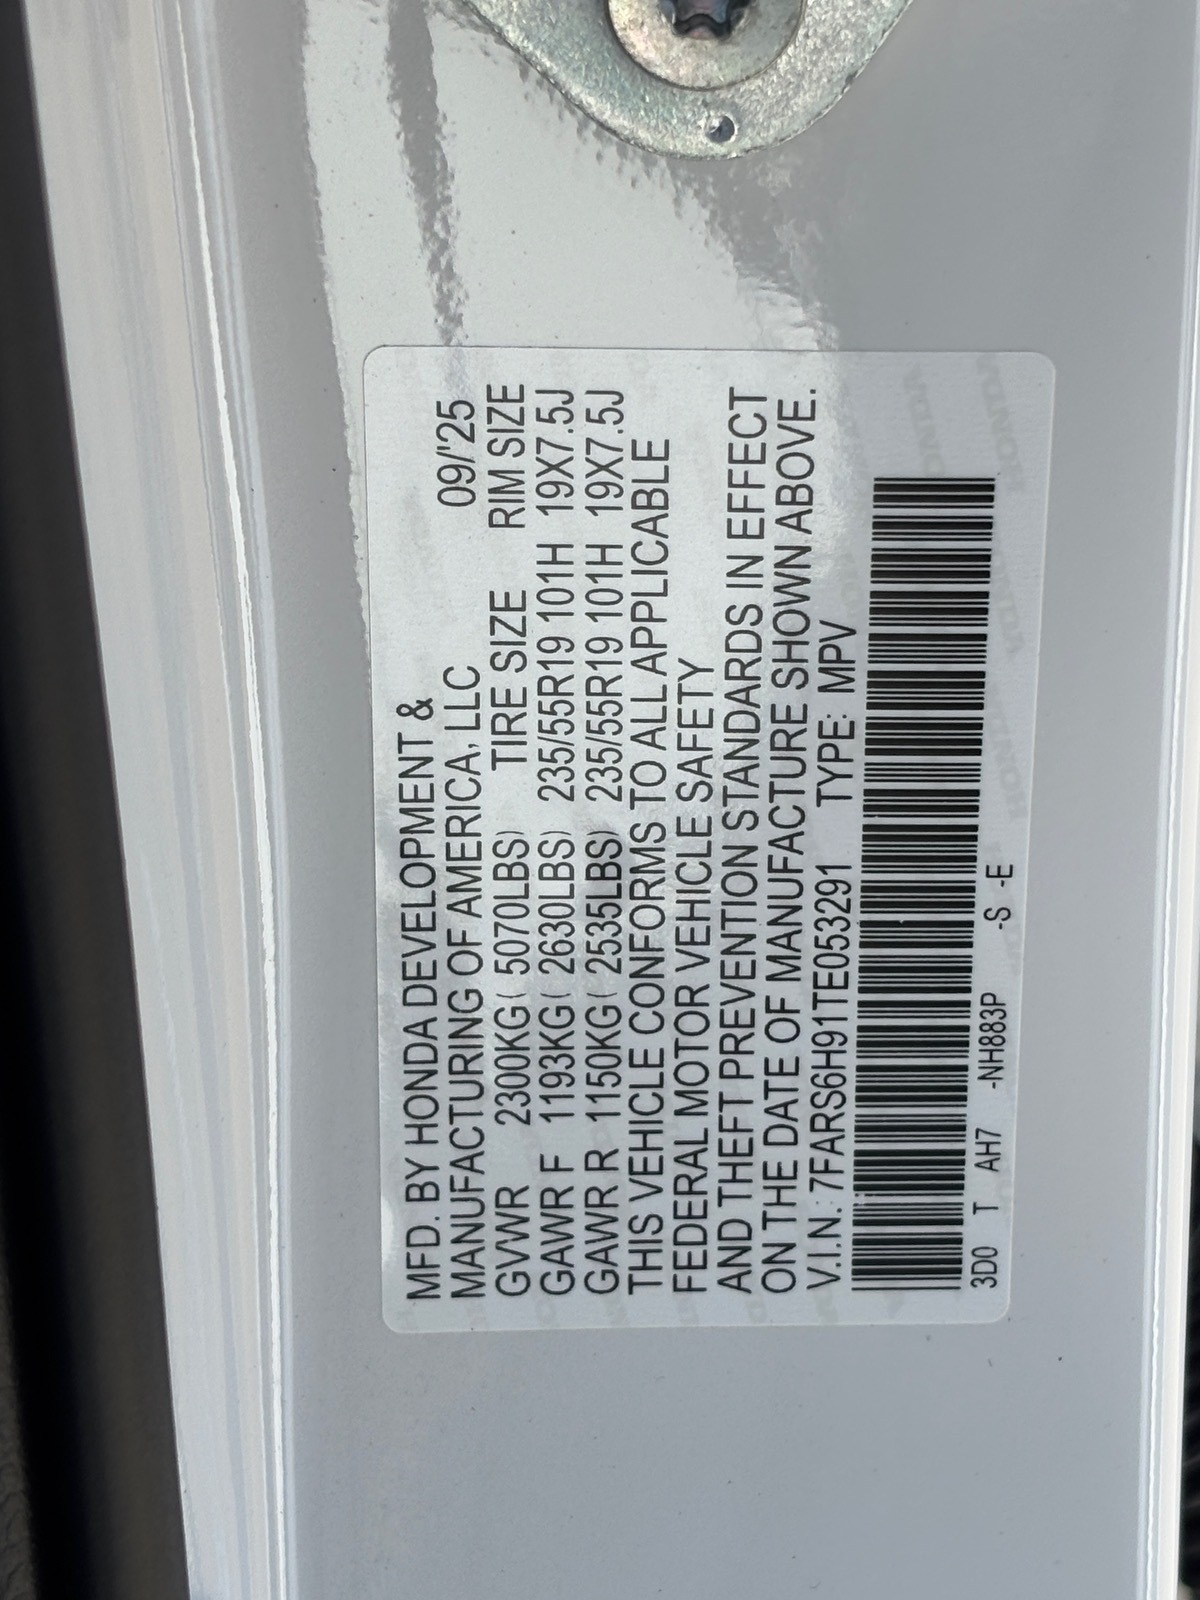 MFD. BY HONDA DEVELOPMENT &
MANUFACTURING OF AMERICA, LLC 09/'25
GVWR 2300KG( 5070LBS) TIRE SIZE RIM SIZE
GAWR F 1193KG( 2630LBS) 235/55R19 101H 19X7.5J
GAWR R 1150KG( 2535LBS) 235/55R19 101H 19X7.5J
THIS VEHICLE CONFORMS TO ALL APPLICABLE
FEDERAL MOTOR VEHICLE SAFETY
AND THEFT PREVENTION STANDARDS IN EFFECT
ON THE DATE OF MANUFACTURE SHOWN ABOVE.
V.I.N.: 7FARS6H91TE053291 TYPE: MPV
3D0 T AH7 -NH883P -S -E